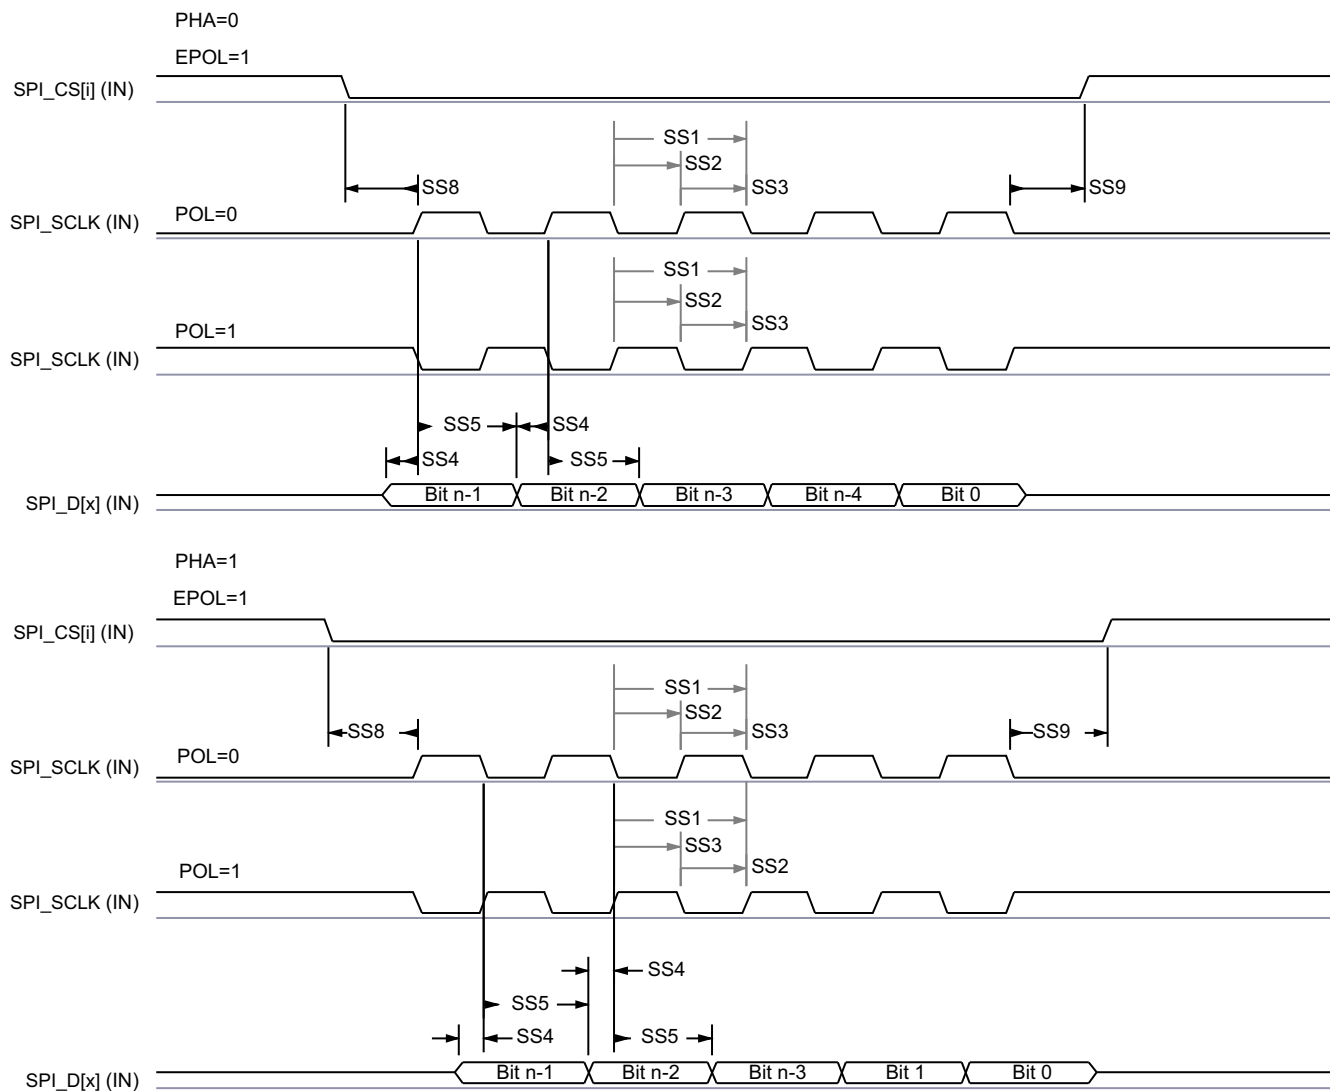 PHA=0
EPOL=1
SPI_CS[i] (IN)
SS1
SS2
SS8
SS3
SS9
POL=0
SPI_SCLK (IN)
SS1
SS2
SS3
POL=1
SPI_SCLK (IN)
SS5
SS4
SS4
SS5
SPI_D[x] (IN)
Bit n-1
Bit n-2
Bit n-3
Bit n-4
Bit 0
PHA=1
EPOL=1
SPI_CS[i] (IN)
SS1
SS2
SS8
SS3
SS9
POL=0
SPI_SCLK (IN)
SS1
SS3
SS2
POL=1
SPI_SCLK (IN)
SS4
SS5
SS4
SS5
SPI_D[x] (IN)
Bit n-1
Bit n-2
Bit n-3
Bit 1
Bit 0